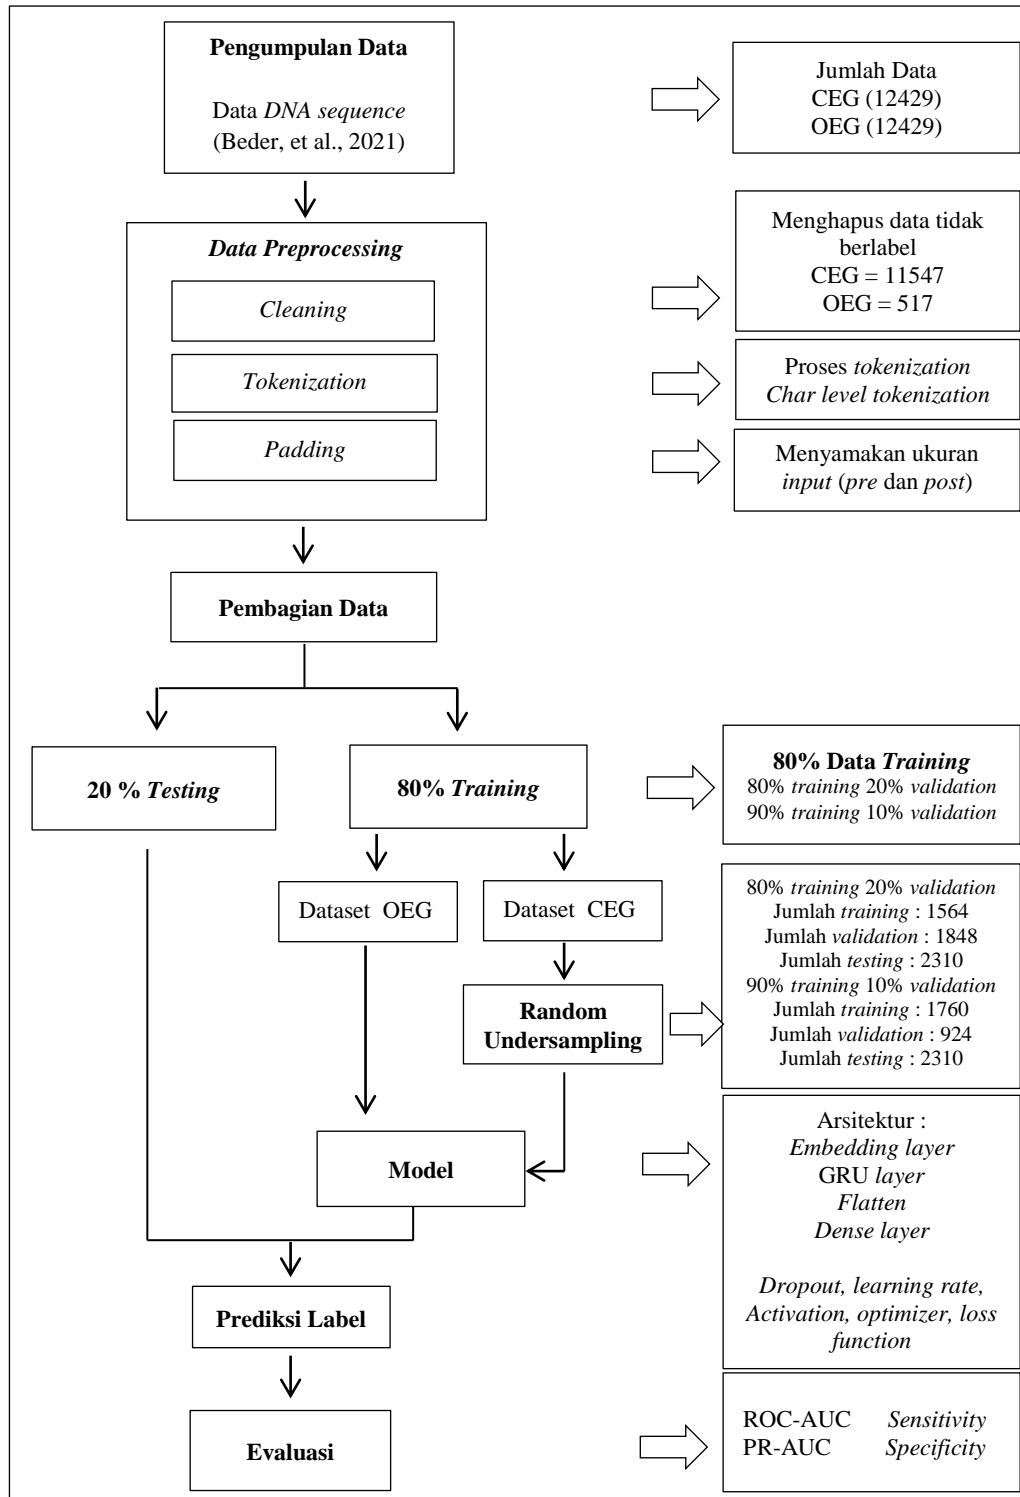 Pengumpulan Data
Data DNA sequence
(Beder, et al., 2021)
Jumlah Data
CEG (12429)
OEG (12429)
Data Preprocessing
Cleaning
Tokenization
Padding
Menghapus data tidak
berlabel
CEG = 11547
OEG = 517
Proses tokenization
Char level tokenization
Menyamakan ukuran
input (pre dan post)
Pembagian Data
20 % Testing
80% Training
80% Data Training
80% training 20% validation
90% training 10% validation
Dataset OEG
Dataset CEG
Random
Undersampling
80% training 20% validation
Jumlah training : 1564
Jumlah validation : 1848
Jumlah testing : 2310
90% training 10% validation
Jumlah training : 1760
Jumlah validation : 924
Jumlah testing : 2310
Model
Arsitektur :
Embedding layer
GRU layer
Flatten
Dense layer
Dropout, learning rate,
Activation, optimizer, loss
function
Prediksi Label
Evaluasi
ROC-AUC Sensitivity
PR-AUC Specificity